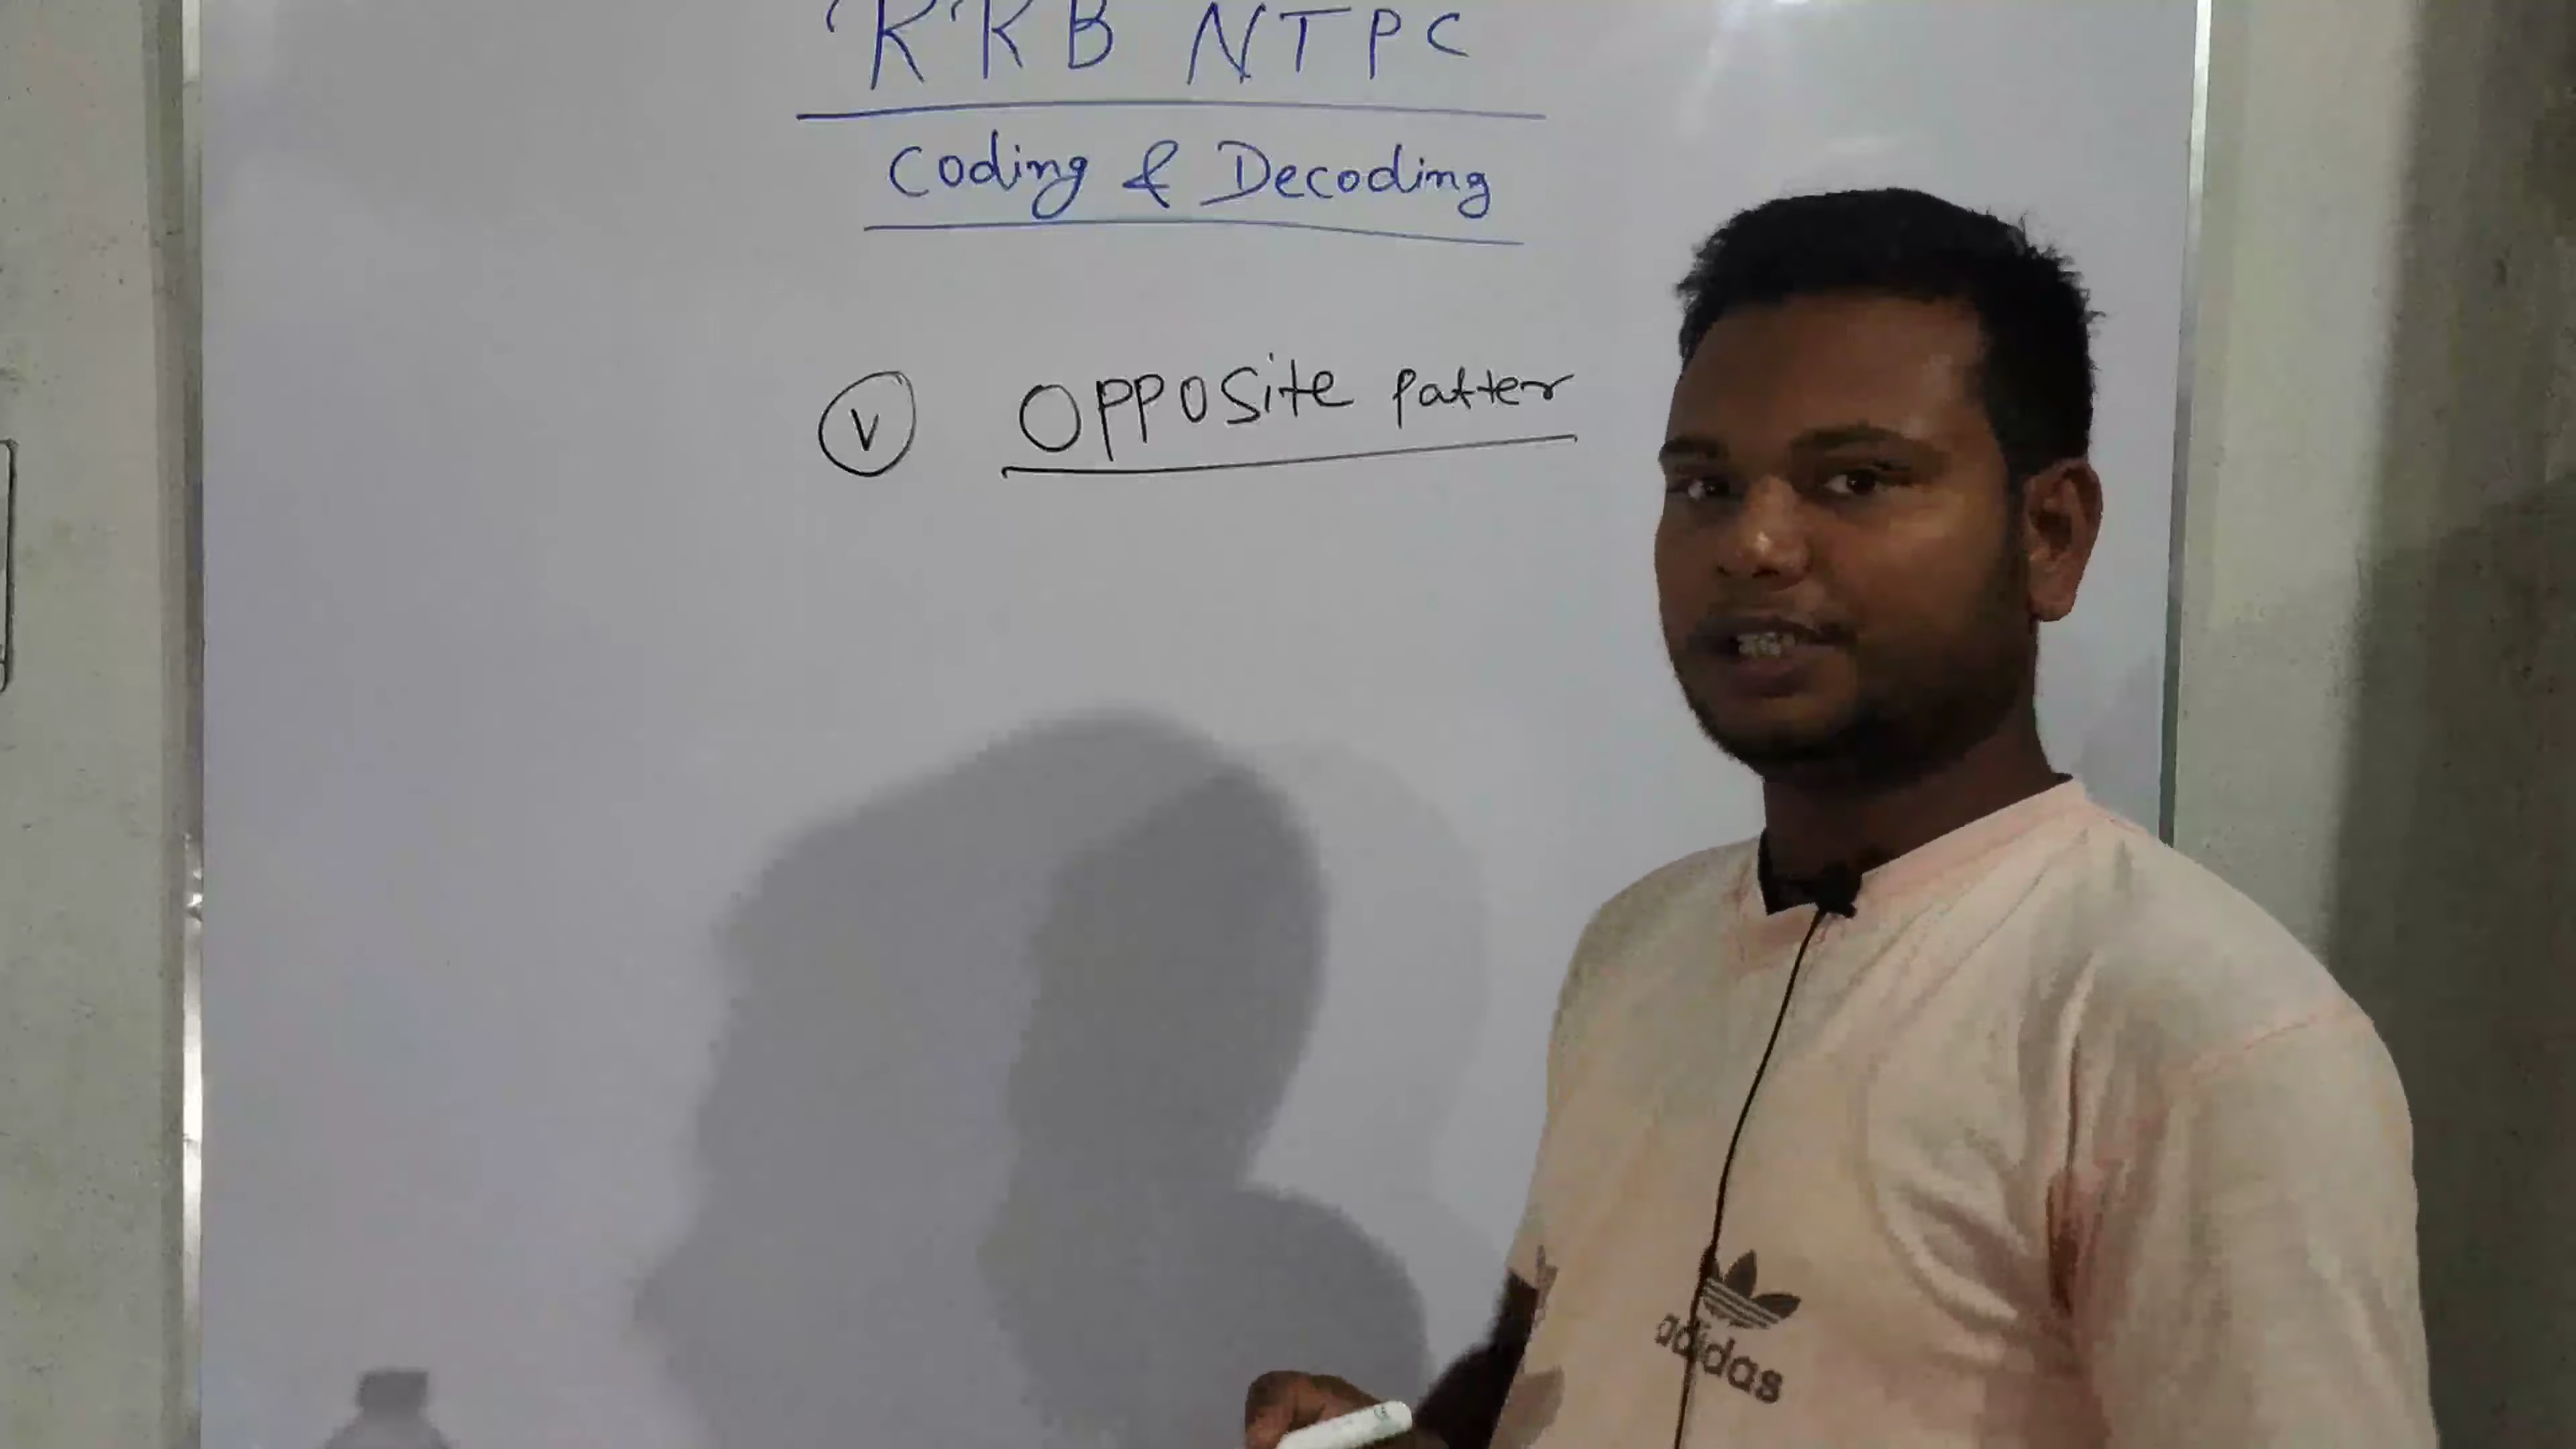 RRB NTPC
Coding & Decoding
V Opposite patter
adidas